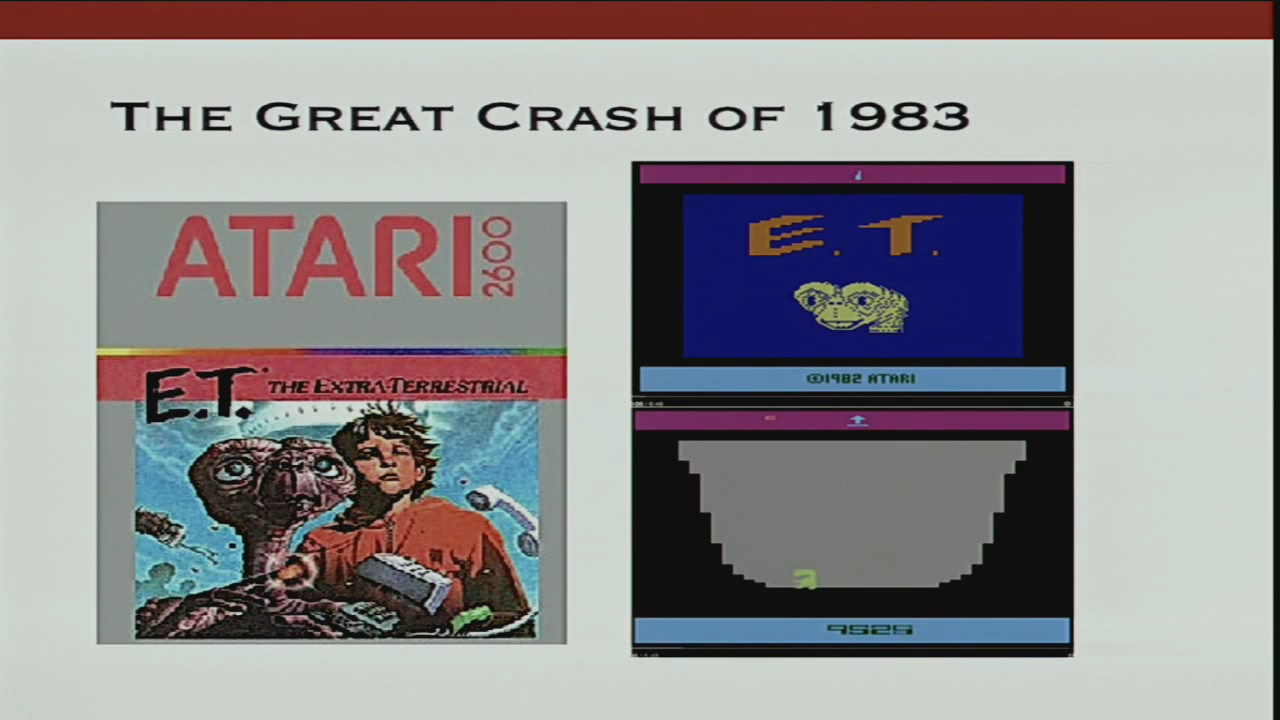 THE GREAT CRASH OF 1983
ATARI 2600
E.T. THE EXTRA-TERRESTRIAL
E.T.
©1982 ATARI
9525